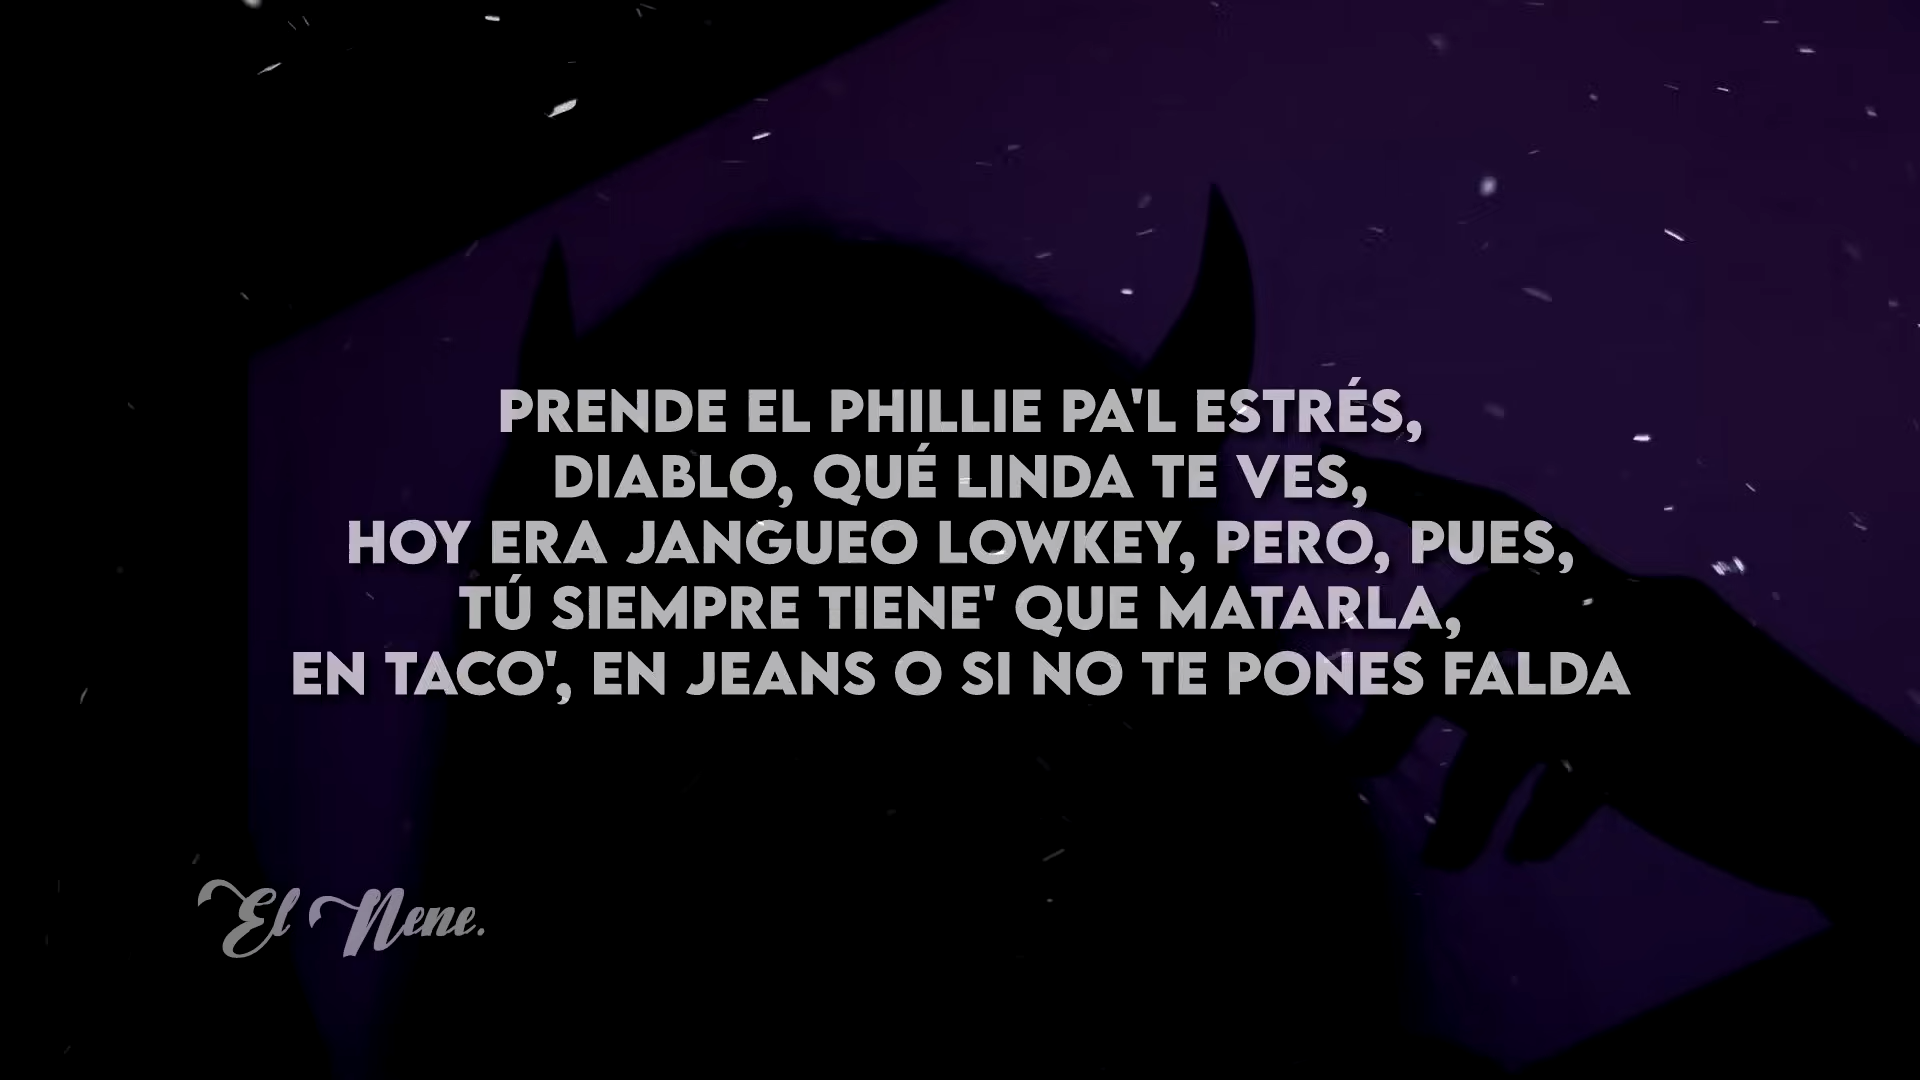 PRENDE EL PHILLIE PA'L ESTRÉS,
DIABLO, QUÉ LINDA TE VES,
HOY ERA JANGUEO LOWKEY, PERO, PUES,
TÚ SIEMPRE TIENE' QUE MATARLA,
EN TACO', EN JEANS O SI NO TE PONES FALDA
El Nene.